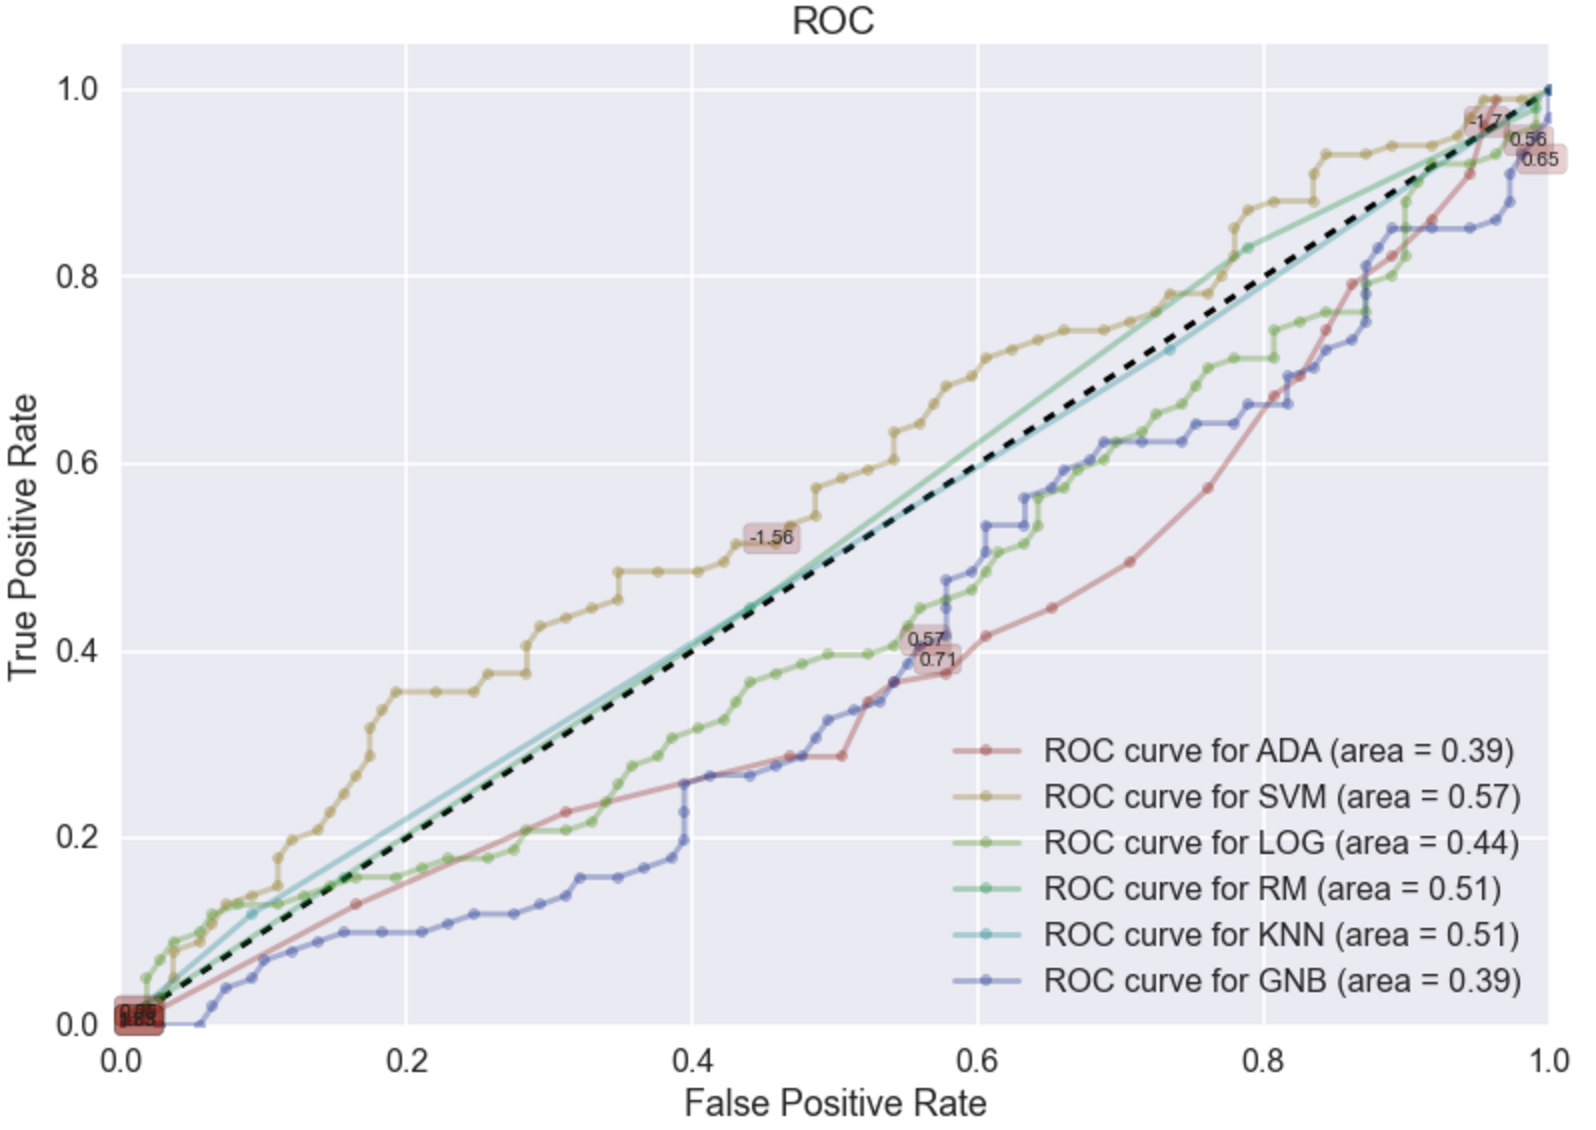 ROC
1.0
0.8
0.6
0.4
0.2
0.0
True Positive Rate
-1.7
0.56
0.65
-1.56
0.57
0.71
ROC curve for ADA (area = 0.39)
ROC curve for SVM (area = 0.57)
ROC curve for LOG (area = 0.44)
ROC curve for RM (area = 0.51)
ROC curve for KNN (area = 0.51)
ROC curve for GNB (area = 0.39)
0.0 0.2 0.4 0.6 0.8 1.0
False Positive Rate